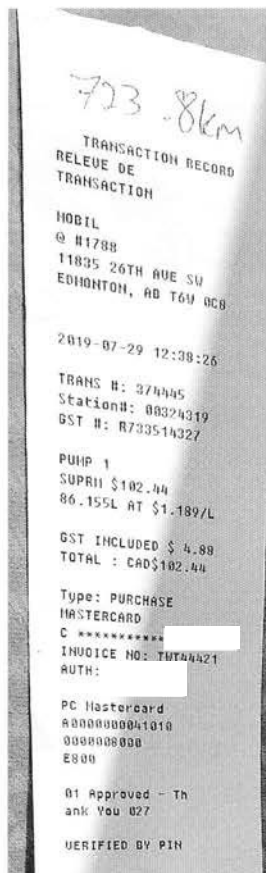 723.8km
TRANSACTION RECORD
RELEVE DE
TRANSACTION
MOBIL
@ #1788
11835 26TH AVE SW
EDMONTON, AB T6W 0C8
2019-07-29 12:38:26
TRANS #: 374445
Station#: 00324319
GST #: R733514327
PUMP 1
SUPRM $102.44
86.155L AT $1.189/L
GST INCLUDED $ 4.88
TOTAL : CAD$102.44
Type: PURCHASE
MASTERCARD
C ************
INVOICE NO: TWT44421
AUTH:
PC Mastercard
A0000000041010
0000008000
E800
01 Approved - Th
ank You 027
VERIFIED BY PIN